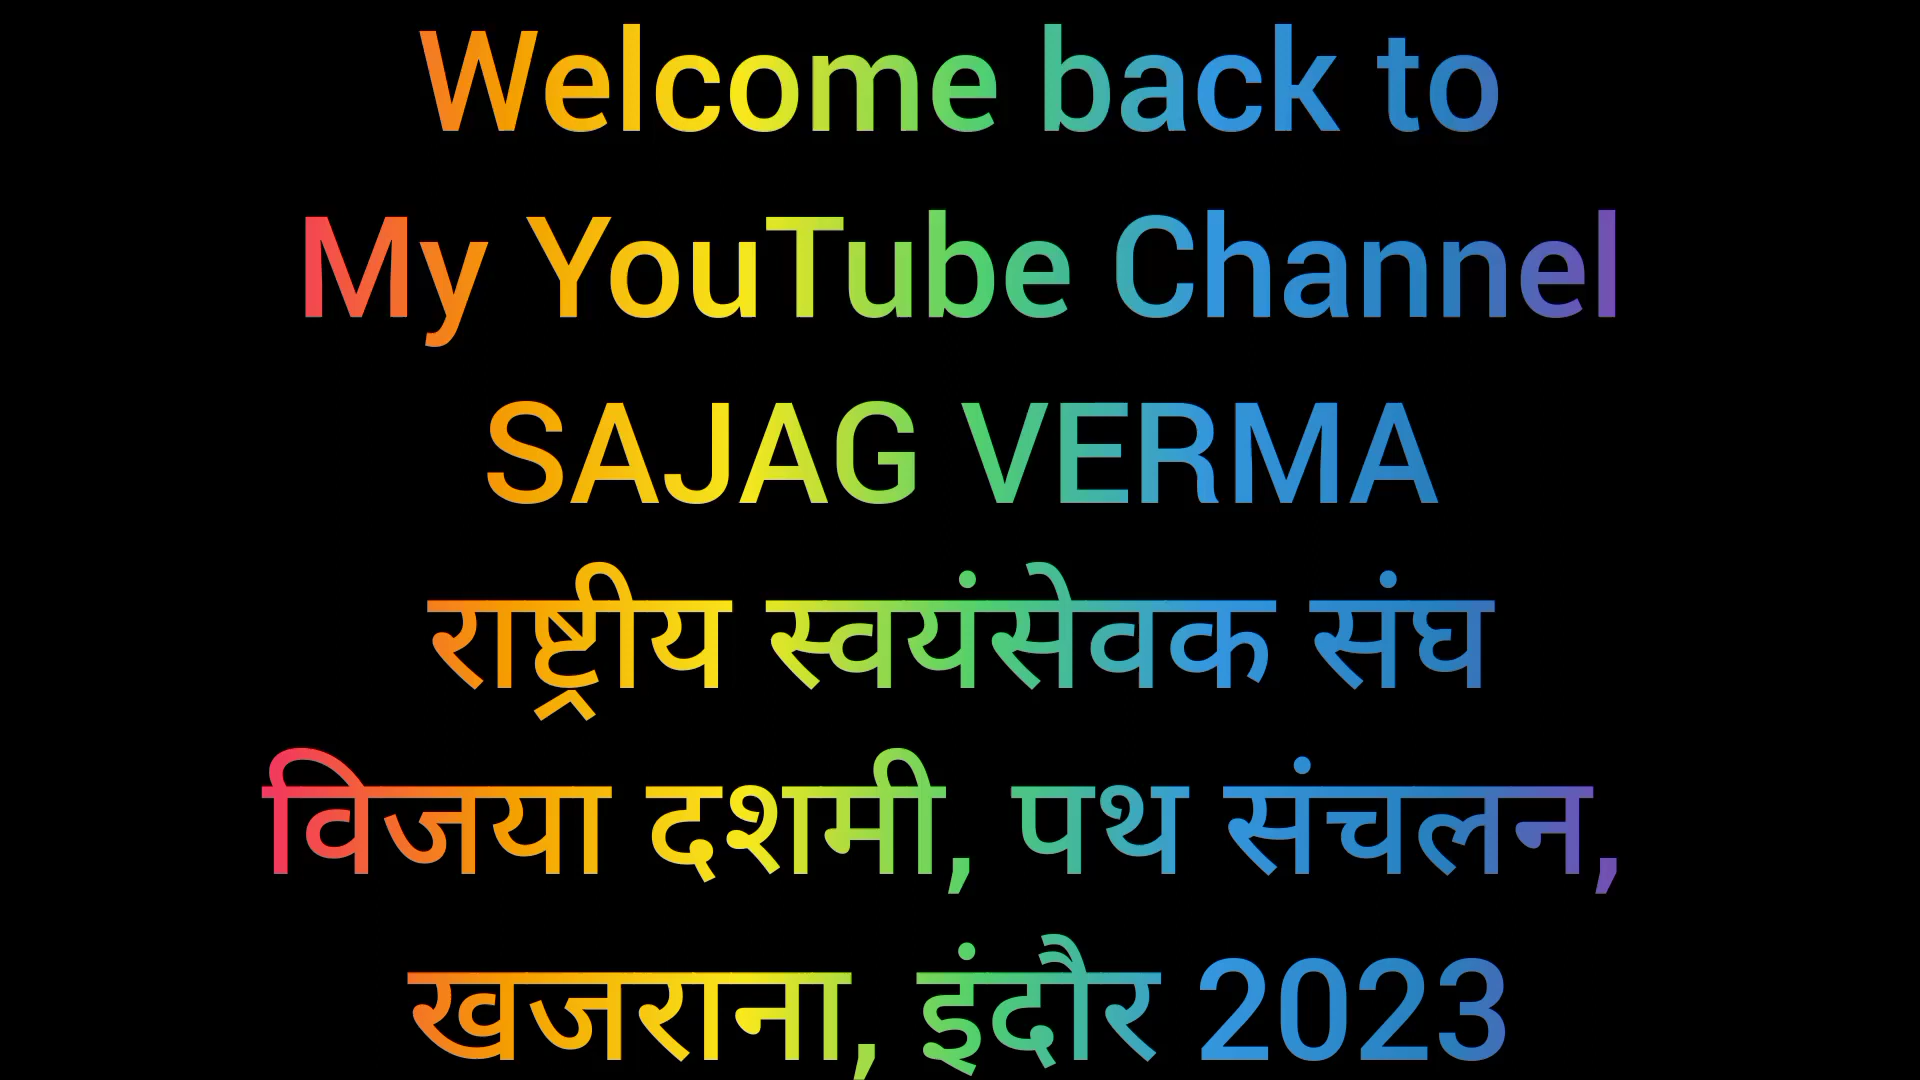 Welcome back to
My YouTube Channel
SAJAG VERMA
राष्ट्रीय स्वयंसेवक संघ
विजया दशमी, पथ संचलन,
खजराना, इंदौर 2023